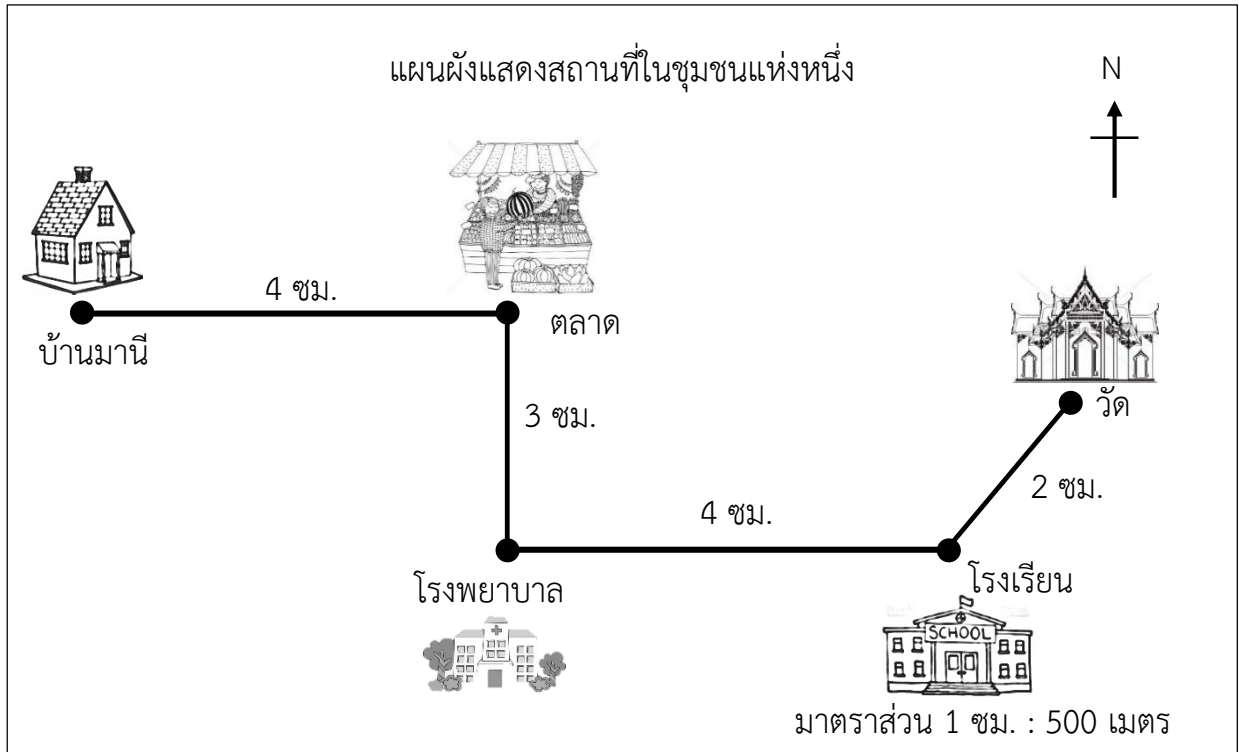 แผนผังแสดงสถานที่ในชุมชนแห่งหนึ่ง
N
4 ซม.
บ้านมานี
ตลาด
3 ซม.
วัด
2 ซม.
4 ซม.
โรงพยาบาล
โรงเรียน
SCHOOL
มาตราส่วน 1 ซม. : 500 เมตร